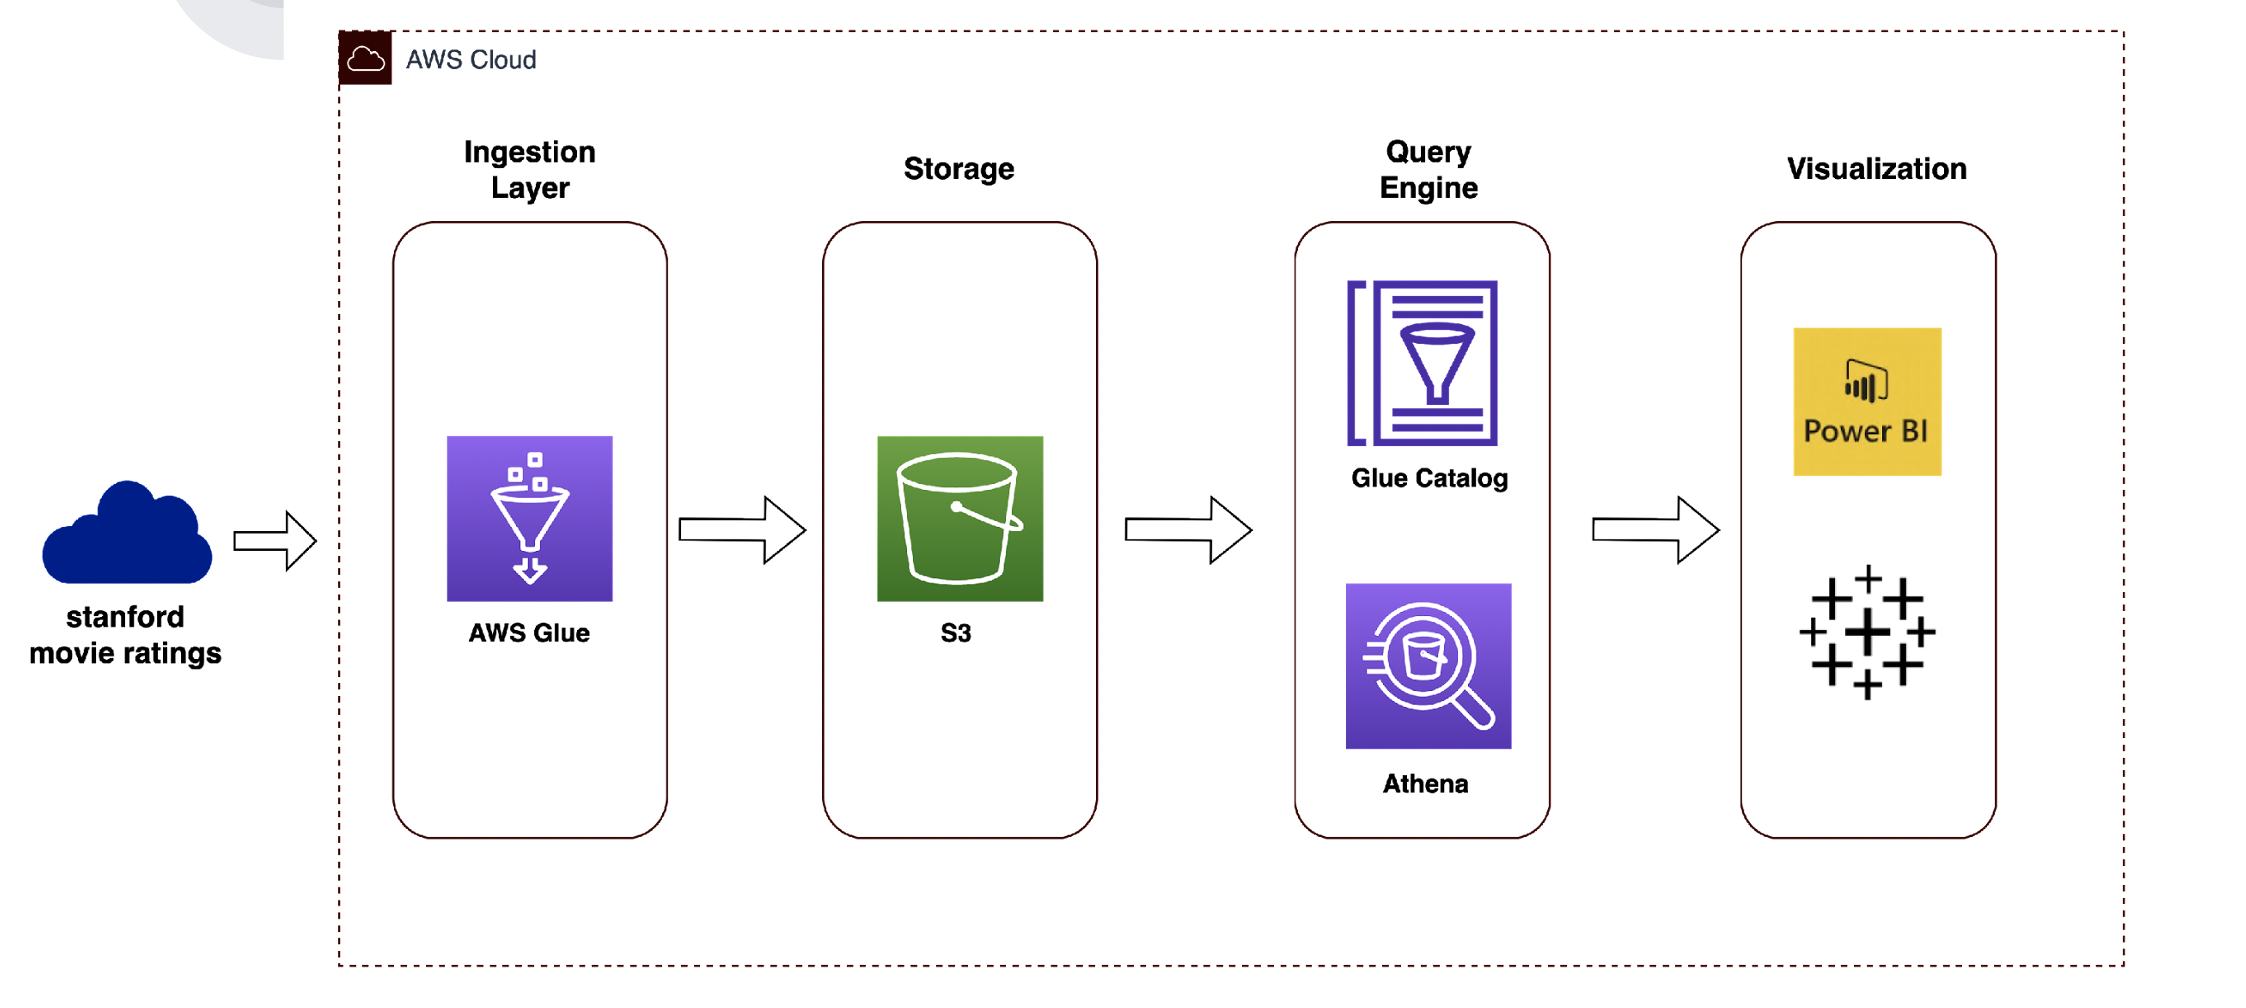 AWS Cloud
Ingestion
Layer
Storage
Query
Engine
Visualization
Power BI
Glue Catalog
AWS Glue
S3
stanford
movie ratings
Athena